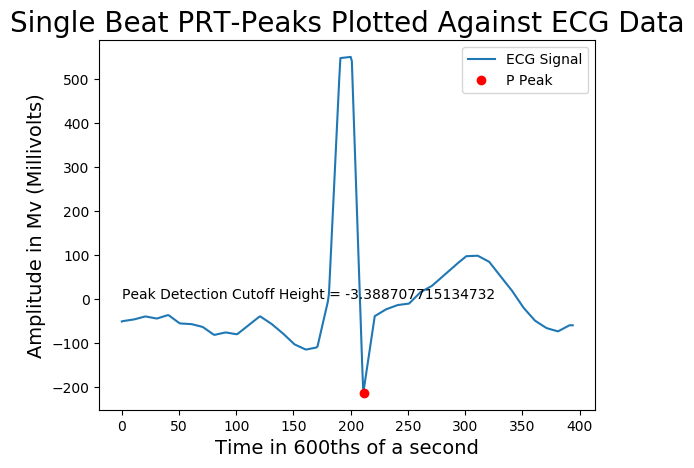 Single Beat PRT-Peaks Plotted Against ECG Data
ECG Signal
P Peak
Amplitude in Mv (Millivolts)
500
400
300
200
100
0
−100
−200
Peak Detection Cutoff Height = -3.388707715134732
0 50 100 150 200 250 300 350 400
Time in 600ths of a second